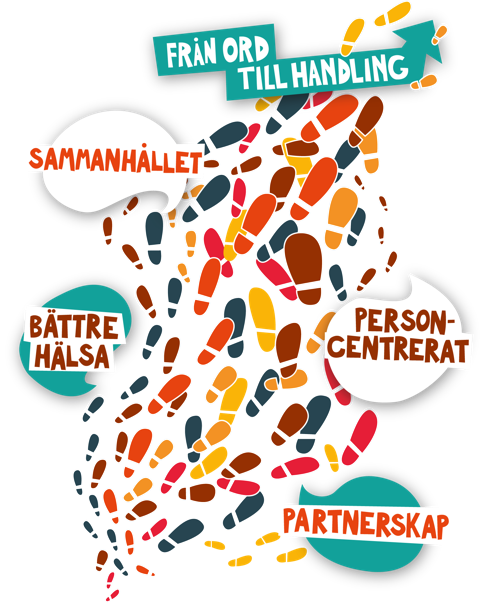 FRÅN ORD
TILL HANDLING
SAMMANHÅLLET
BÄTTRE
HÄLSA
PERSON-
CENTRERAT
PARTNERSKAP